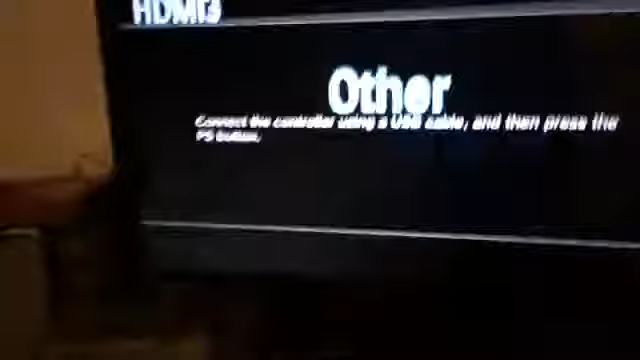 HDMI3
Other
Connect the controller using a USB cable, and then press the
PS button.